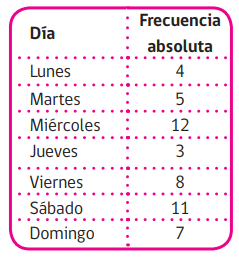 Día Frecuencia absoluta
Lunes 4
Martes 5
Miércoles 12
Jueves 3
Viernes 8
Sábado 11
Domingo 7